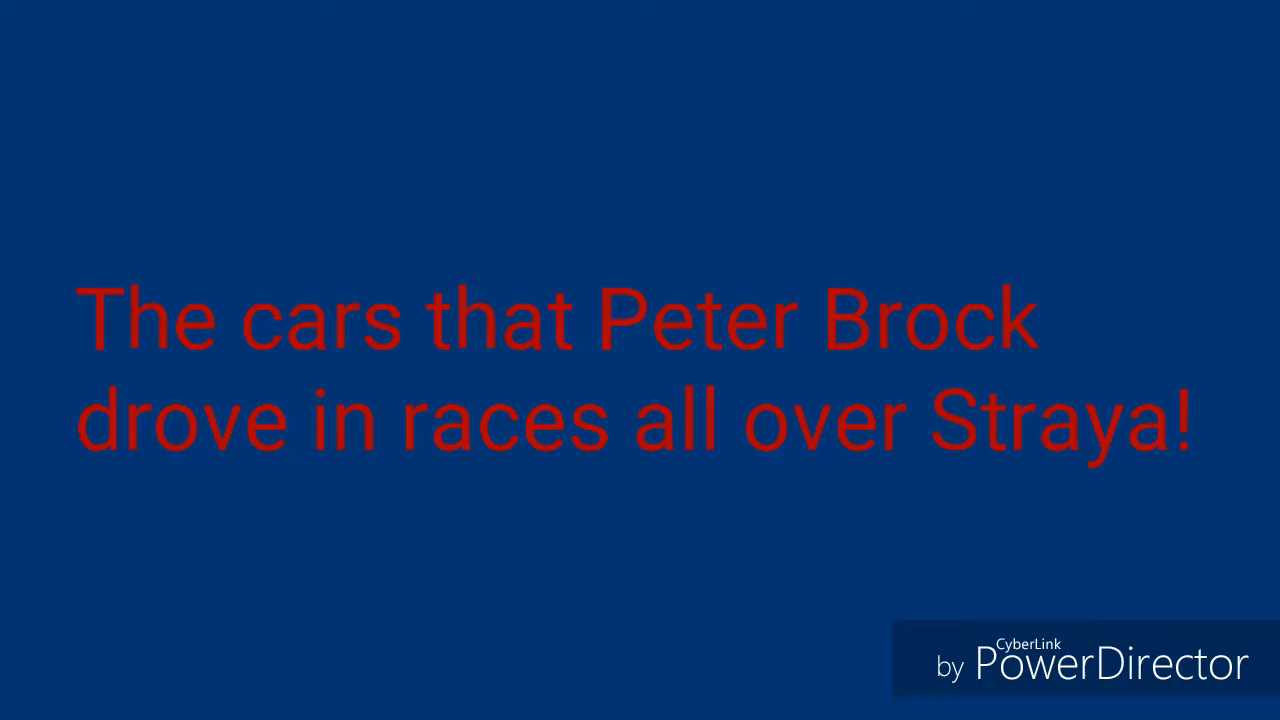 The cars that Peter Brock
drove in races all over Straya!
CyberLink
by PowerDirector